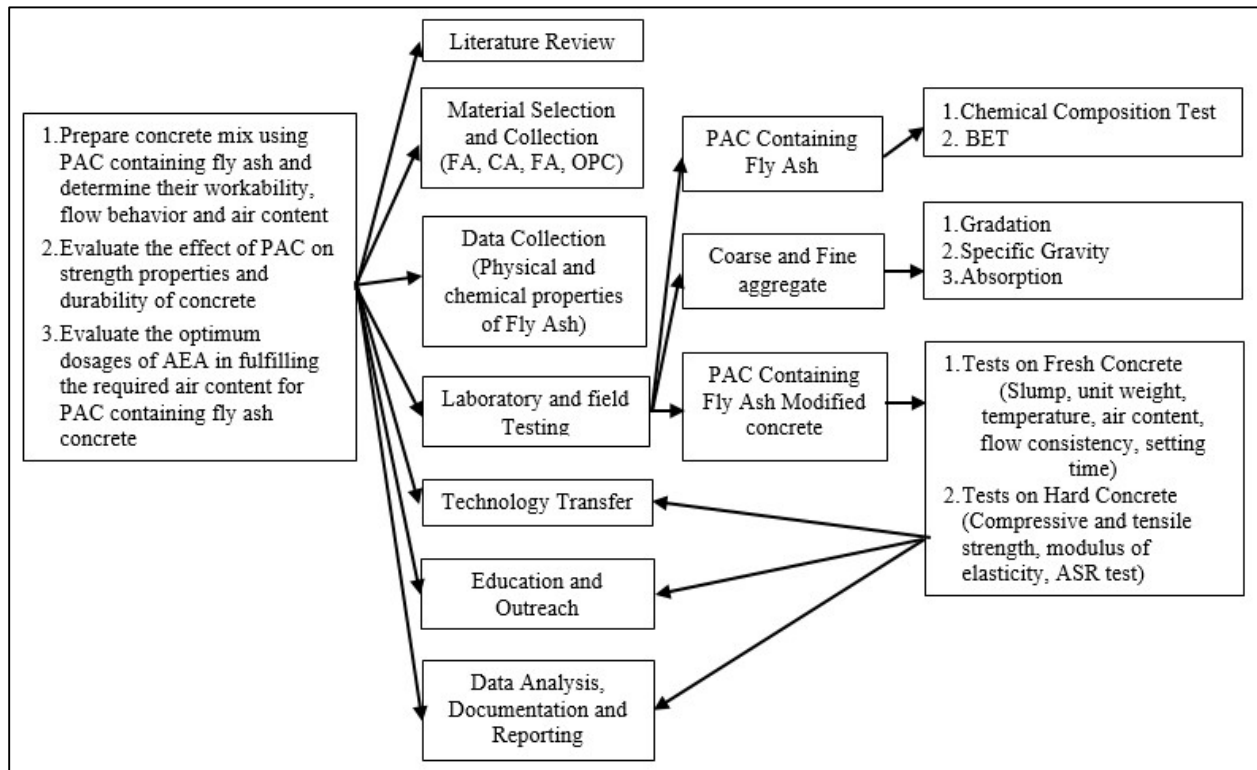 1.Prepare concrete mix using
PAC containing fly ash and
determine their workability,
flow behavior and air content
2.Evaluate the effect of PAC on
strength properties and
durability of concrete
3.Evaluate the optimum
dosages of AEA in fulfilling
the required air content for
PAC containing fly ash
concrete
Literature Review
Material Selection
and Collection
(FA, CA, FA, OPC)
Data Collection
(Physical and
chemical properties
of Fly Ash)
Laboratory and field
Testing
Technology Transfer
Education and
Outreach
Data Analysis,
Documentation and
Reporting
PAC Containing
Fly Ash
Coarse and Fine
aggregate
PAC Containing
Fly Ash Modified
concrete
1.Chemical Composition Test
2. BET
1.Gradation
2.Specific Gravity
3.Absorption
1.Tests on Fresh Concrete
(Slump, unit weight,
temperature, air content,
flow consistency, setting
time)
2.Tests on Hard Concrete
(Compressive and tensile
strength, modulus of
elasticity, ASR test)